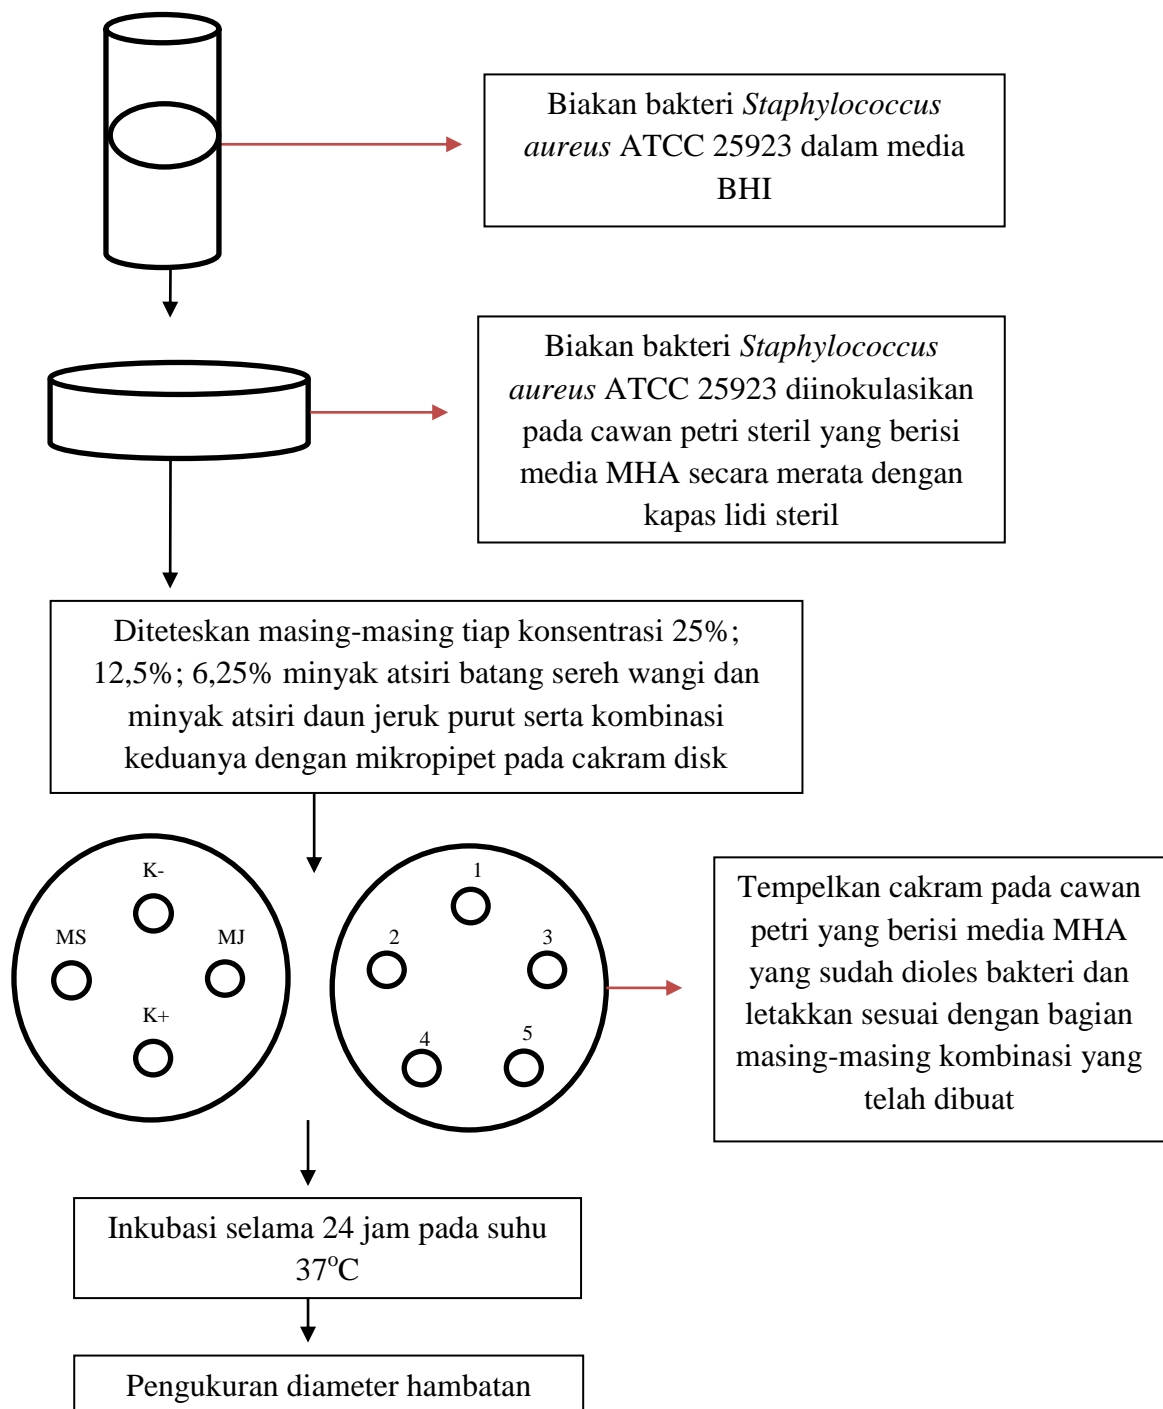 Biakan bakteri Staphylococcus
aureus ATCC 25923 dalam media
BHI
Biakan bakteri Staphylococcus
aureus ATCC 25923 diinokulasikan
pada cawan petri steril yang berisi
media MHA secara merata dengan
kapas lidi steril
Diteteskan masing-masing tiap konsentrasi 25%;
12,5%; 6,25% minyak atsiri batang sereh wangi dan
minyak atsiri daun jeruk purut serta kombinasi
keduanya dengan mikropipet pada cakram disk
K-
MS
MJ
K+
1
2
3
4
5
Tempelkan cakram pada cawan
petri yang berisi media MHA
yang sudah dioles bakteri dan
letakkan sesuai dengan bagian
masing-masing kombinasi yang
telah dibuat
Inkubasi selama 24 jam pada suhu
37°C
Pengukuran diameter hambatan